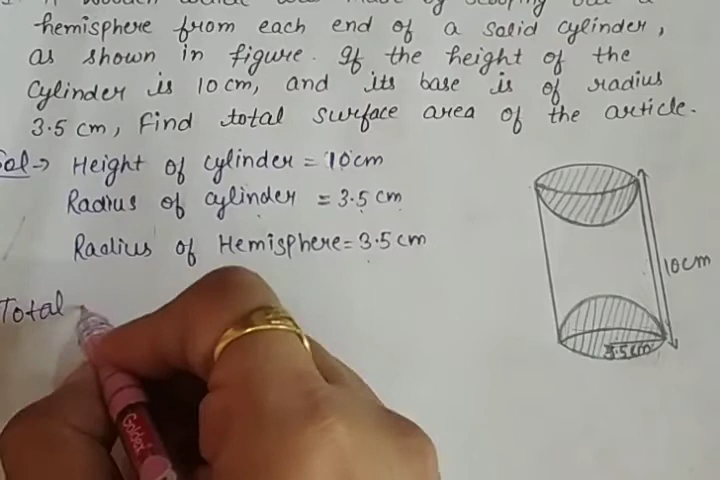 hemisphere from each end of a solid cylinder,
as shown in figure. If the height of the
Cylinder is 10 cm, and its base is of radius
3.5 cm, Find total surface area of the article.
Sol → Height of cylinder = 10cm
Radius of cylinder = 3.5 cm
Radius of Hemisphere = 3.5 cm
Total
10cm
3.5cm
Golden